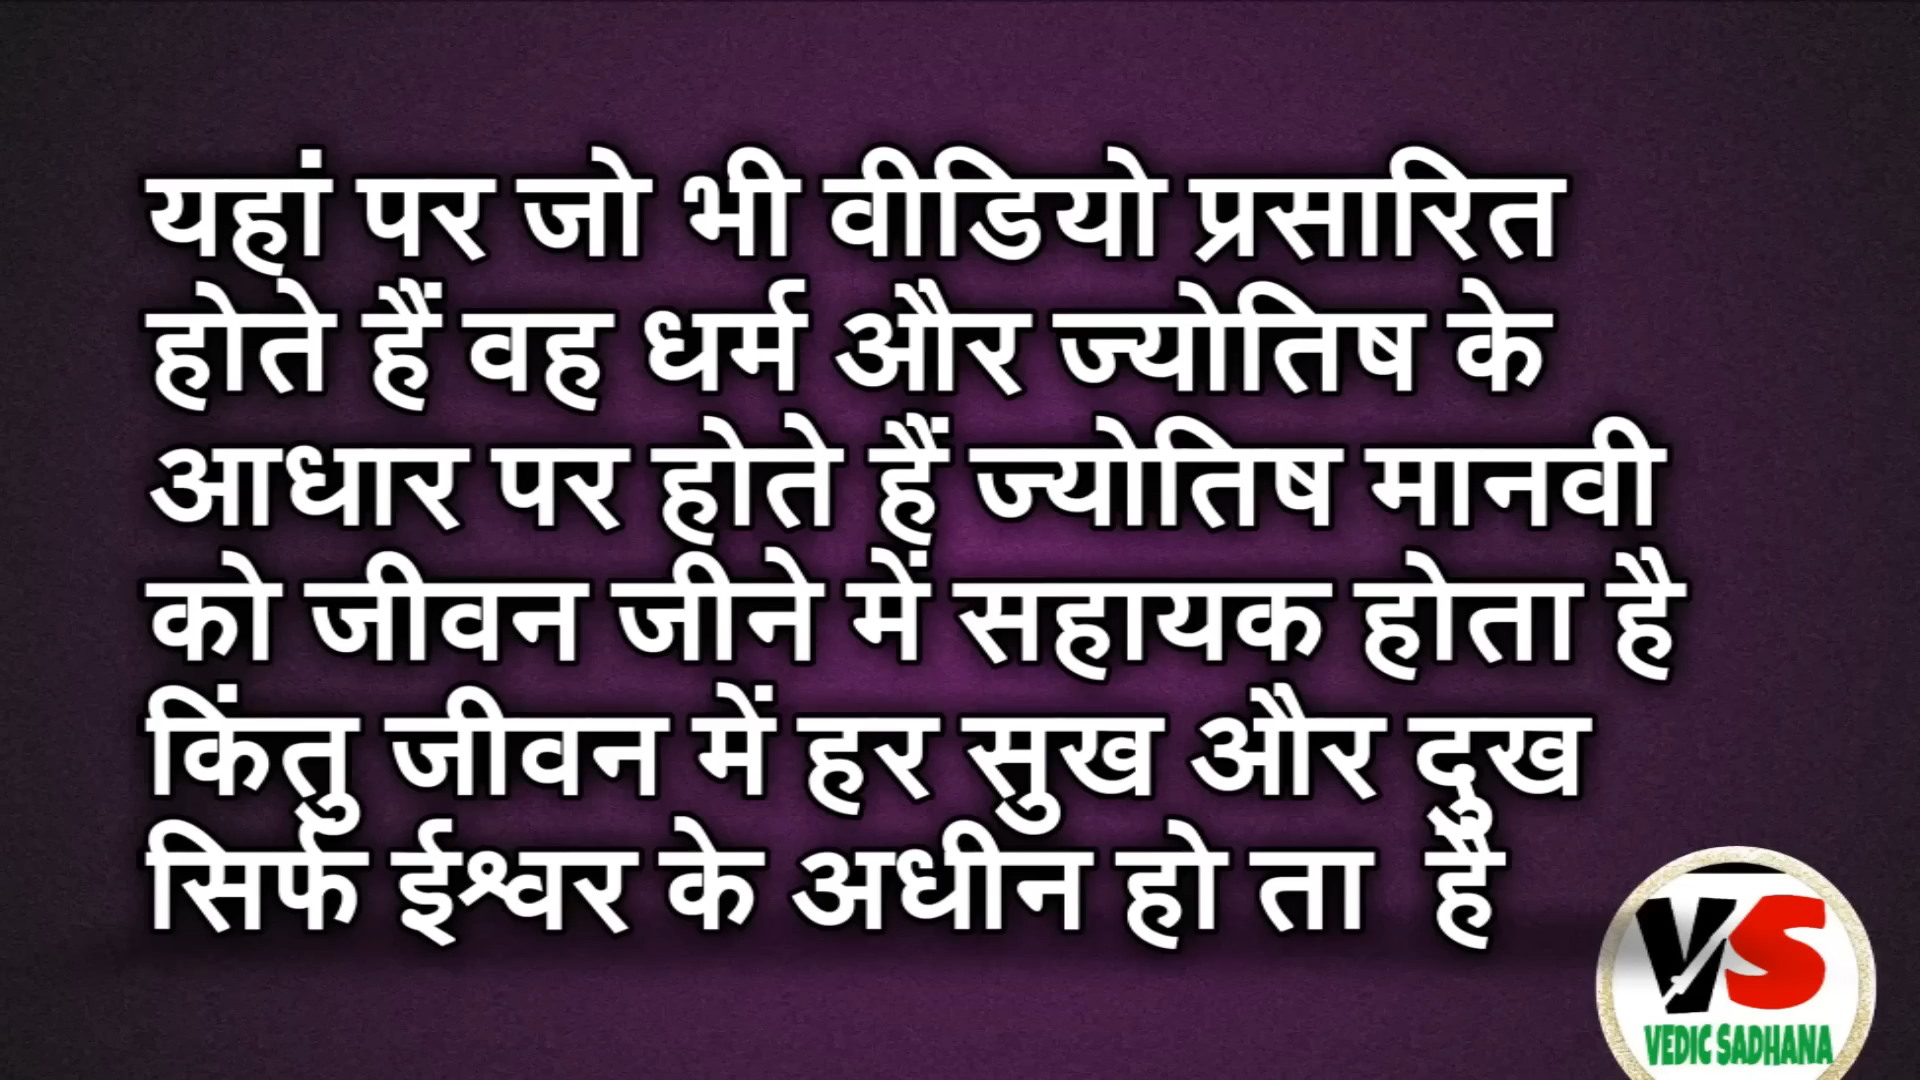 यहां पर जो भी वीडियो प्रसारित
होते हैं वह धर्म और ज्योतिष के
आधार पर होते हैं ज्योतिष मानवी
को जीवन जीने में सहायक होता है
किंतु जीवन में हर सुख और दुख
सिर्फ ईश्वर के अधीन हो ता  है
VS
VEDIC SADHANA